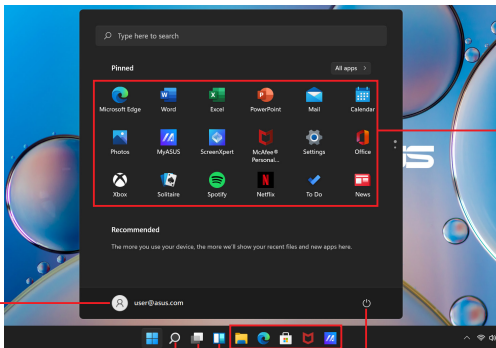 Type here to search
Pinned
All apps >
Microsoft Edge
Word
Excel
PowerPoint
Mail
Calendar
Photos
MyASUS
ScreenXpert
McAfee®
Personal...
Settings
Office
Xbox
Solitaire
Spotify
Netflix
To Do
News
Recommended
The more you use your device, the more we'll show your recent files and new apps here.
user@asus.com